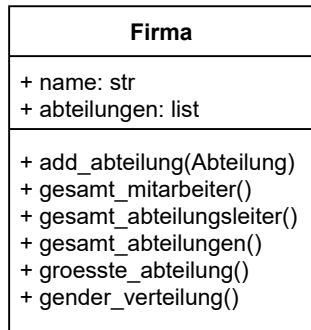 Firma
+ name: str
+ abteilungen: list
+ add_abteilung(Abteilung)
+ gesamt_mitarbeiter()
+ gesamt_abteilungsleiter()
+ gesamt_abteilungen()
+ groesste_abteilung()
+ gender_verteilung()